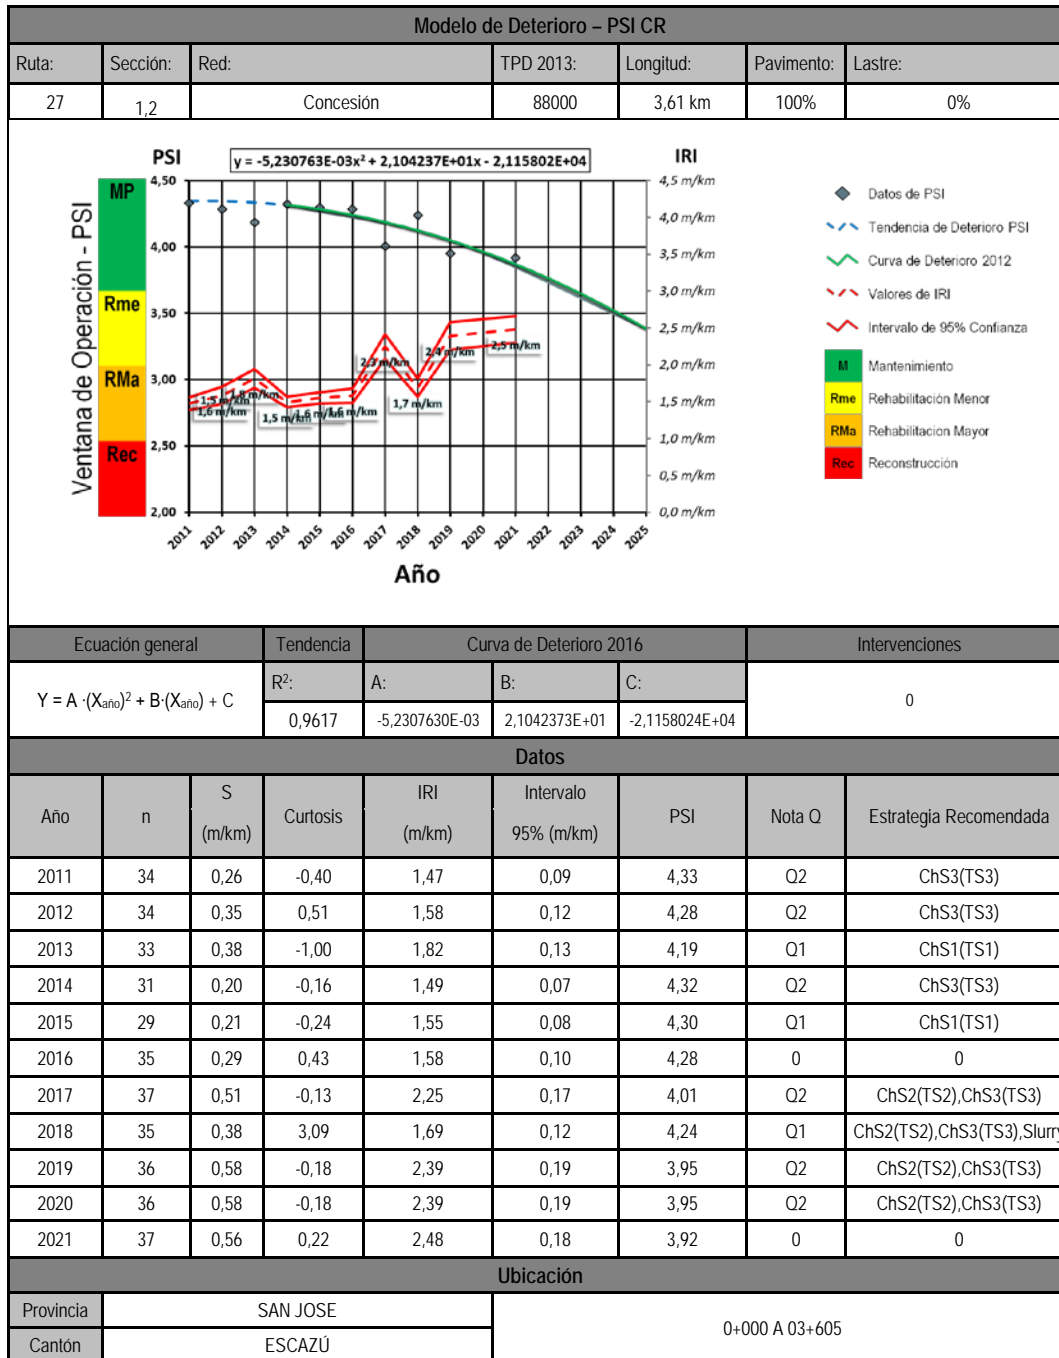 Modelo de Deterioro – PSI CR
Ruta: Sección: Red: TPD 2013: Longitud: Pavimento: Lastre:
27 1,2 Concesión 88000 3,61 km 100% 0%
PSI
y = -5,230763E-03x² + 2,104237E+01x - 2,115802E+04
IRI
Ventana de Operación - PSI
MP
Rme
RMa
Rec
4,50
4,00
3,50
3,00
2,50
2,00
4,5 m/km
4,0 m/km
3,5 m/km
3,0 m/km
2,5 m/km
2,0 m/km
1,5 m/km
1,0 m/km
0,5 m/km
0,0 m/km
1,5 m/km
1,6 m/km
1,8 m/km
1,5 m/km
1,6 m/km
1,6 m/km
2,3 m/km
1,7 m/km
2,4 m/km
2,5 m/km
2011 2012 2013 2014 2015 2016 2017 2018 2019 2020 2021 2022 2023 2024 2025
Año
Datos de PSI
Tendencia de Deterioro PSI
Curva de Deterioro 2012
Valores de IRI
Intervalo de 95% Confianza
M Mantenimiento
Rme Rehabilitación Menor
RMa Rehabilitacion Mayor
Rec Reconstrucción
Ecuación general Tendencia Curva de Deterioro 2016 Intervenciones
Y = A ·(Xaño)² + B·(Xaño) + C
R²: A: B: C:
0,9617 -5,2307630E-03 2,1042373E+01 -2,1158024E+04
0
Datos
Año n S (m/km) Curtosis IRI (m/km) Intervalo 95% (m/km) PSI Nota Q Estrategia Recomendada
2011 34 0,26 -0,40 1,47 0,09 4,33 Q2 ChS3(TS3)
2012 34 0,35 0,51 1,58 0,12 4,28 Q2 ChS3(TS3)
2013 33 0,38 -1,00 1,82 0,13 4,19 Q1 ChS1(TS1)
2014 31 0,20 -0,16 1,49 0,07 4,32 Q2 ChS3(TS3)
2015 29 0,21 -0,24 1,55 0,08 4,30 Q1 ChS1(TS1)
2016 35 0,29 0,43 1,58 0,10 4,28 0 0
2017 37 0,51 -0,13 2,25 0,17 4,01 Q2 ChS2(TS2),ChS3(TS3)
2018 35 0,38 3,09 1,69 0,12 4,24 Q1 ChS2(TS2),ChS3(TS3),Slurry
2019 36 0,58 -0,18 2,39 0,19 3,95 Q2 ChS2(TS2),ChS3(TS3)
2020 36 0,58 -0,18 2,39 0,19 3,95 Q2 ChS2(TS2),ChS3(TS3)
2021 37 0,56 0,22 2,48 0,18 3,92 0 0
Ubicación
Provincia SAN JOSE
0+000 A 03+605
Cantón ESCAZÚ